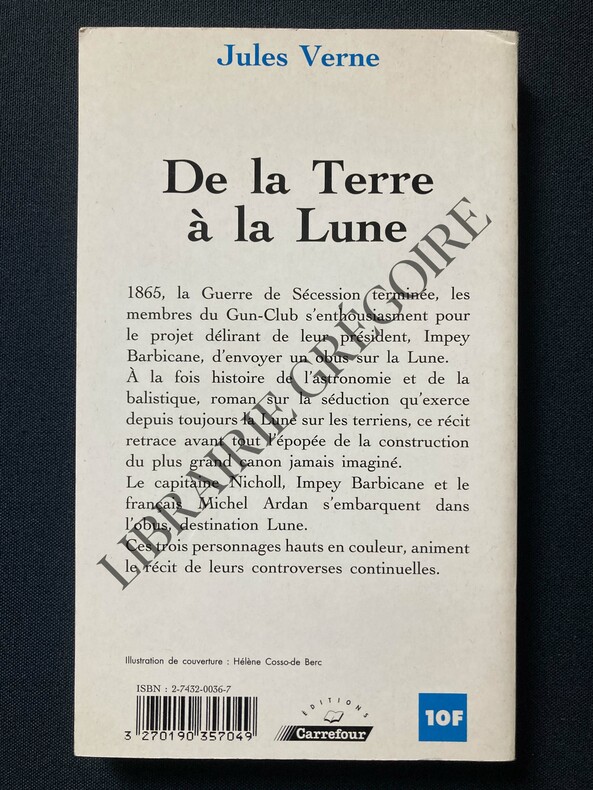 Jules Verne
De la Terre
à la Lune
1865, la Guerre de Sécession terminée, les
membres du Gun-Club s'enthousiasment pour
le projet délirant de leur président, Impey
Barbicane, d'envoyer un obus sur la Lune.
À la fois histoire de l'astronomie et de la
balistique, roman sur la séduction qu'exerce
depuis toujours la Lune sur les terriens, ce récit
retrace avant tout l'épopée de la construction
du plus grand canon jamais imaginé.
Le capitaine Nicholl, Impey Barbicane et le
français Michel Ardan s'embarquent dans
l'obus, destination Lune.
Ces trois personnages hauts en couleur, animent
le récit de leurs controverses continuelles.
LIBRAIRIE GRÉGOIRE
Illustration de couverture : Hélène Cosso-de Berc
ISBN : 2-7432-0036-7
3 270190 357049
ÉDITIONS
Carrefour
10F